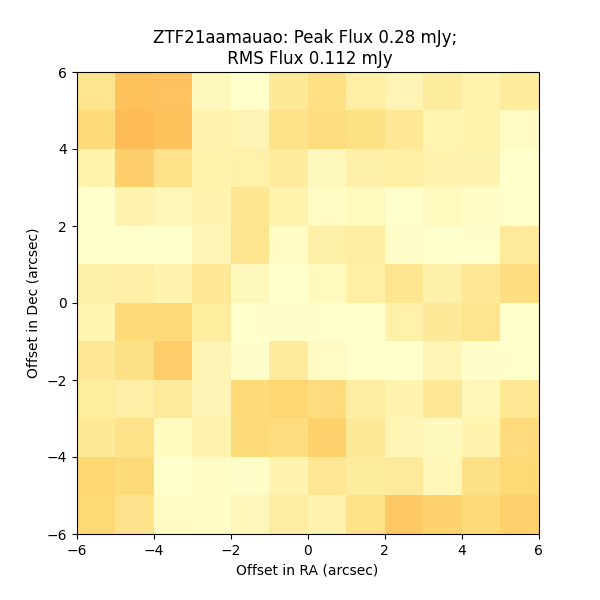 ZTF21aamauao: Peak Flux 0.28 mJy;
RMS Flux 0.112 mJy
6
4
2
0
−2
−4
−6
Offset in Dec (arcsec)
−6 −4 −2 0 2 4 6
Offset in RA (arcsec)